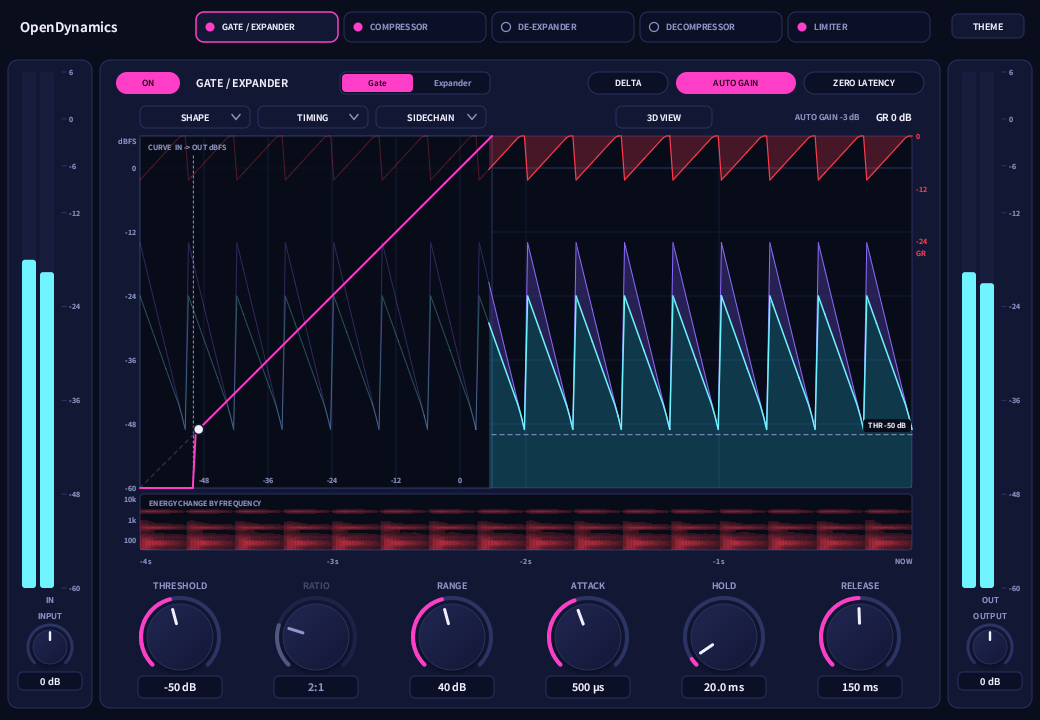 OpenDynamics
GATE / EXPANDER
COMPRESSOR
DE-EXPANDER
DECOMPRESSOR
LIMITER
THEME
ON
GATE / EXPANDER
Gate
Expander
DELTA
AUTO GAIN
ZERO LATENCY
SHAPE
TIMING
SIDECHAIN
3D VIEW
AUTO GAIN -3 dB
GR 0 dB
6
0
-6
-12
-24
-36
-48
-60
IN
INPUT
0 dB
dBFS
0
-12
-24
-36
-48
-60
CURVE IN -> OUT dBFS
-48
-36
-24
-12
0
THR -50 dB
0
-12
-24
GR
10k
1k
100
ENERGY CHANGE BY FREQUENCY
-4s
-3s
-2s
-1s
NOW
THRESHOLD
RATIO
RANGE
ATTACK
HOLD
RELEASE
-50 dB
2:1
40 dB
500 µs
20.0 ms
150 ms
6
0
-6
-12
-24
-36
-48
-60
OUT
OUTPUT
0 dB